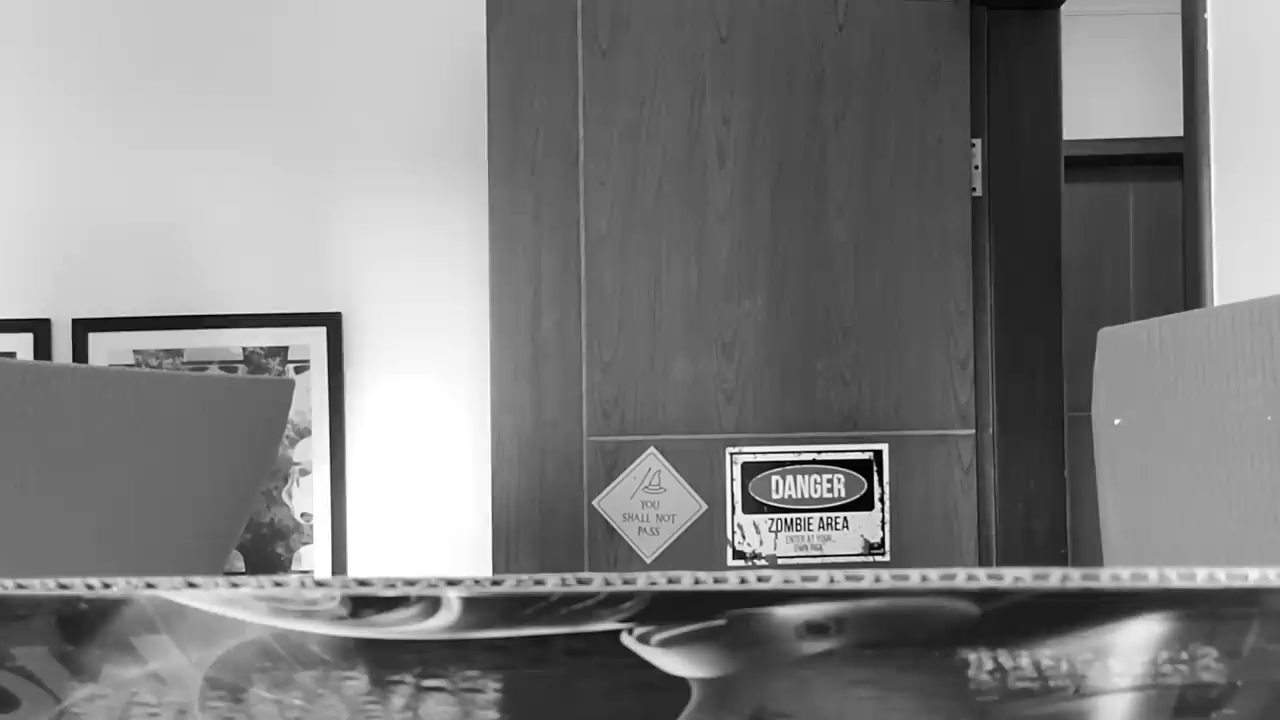 YOU
SHALL NOT
PASS
DANGER
ZOMBIE AREA
ENTER AT YOUR
OWN RISK